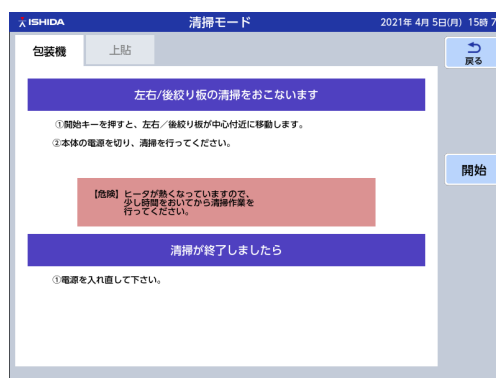 ISHIDA 清掃モード 2021年 4月 5日(月) 15時 7
包装機 上貼
戻る
左右/後絞り板の清掃をおこないます
①開始キーを押すと、左右／後絞り板が中心付近に移動します。
②本体の電源を切り、清掃を行ってください。
開始
【危険】ヒータが熱くなっていますので、
少し時間をおいてから清掃作業を
行ってください。
清掃が終了しましたら
①電源を入れ直して下さい。